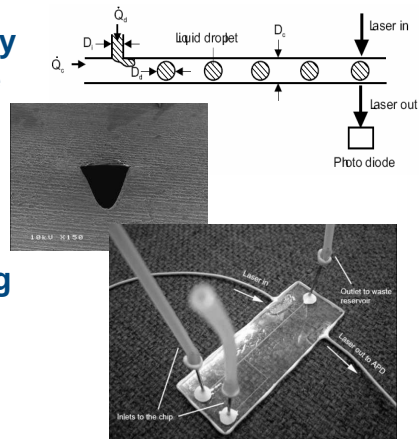 Q̇d
Di
Liquid droplet
Dc
Laser in
Q̇c
Dd
Laser out
Photo diode
y
10kV X150
g
Laser in
Outlet to waste
reservoir
Laser out to APD
Inlets to the chip